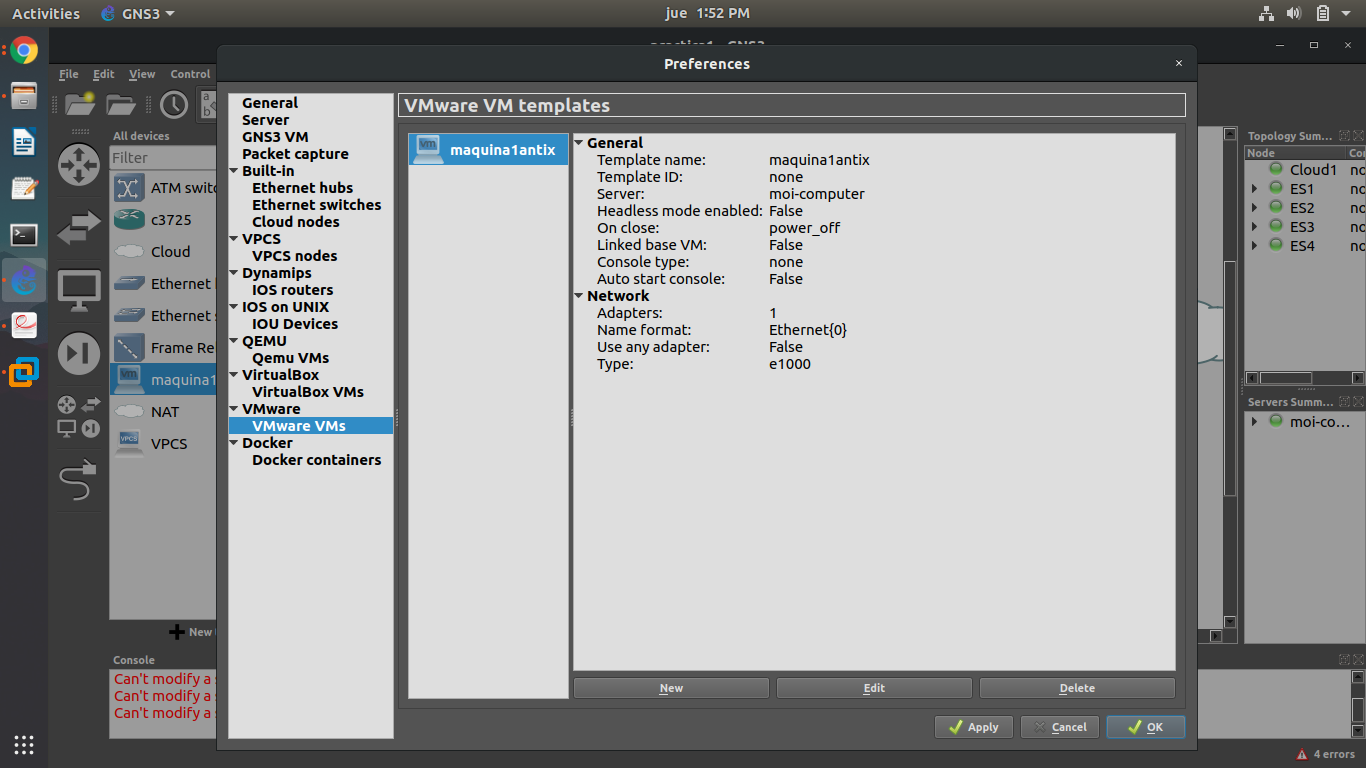 Activities GNS3 jue 1:52 PM
Preferences
File Edit View Control
All devices
Filter
ATM switc
c3725
Cloud
Ethernet
Ethernet s
Frame Re
maquina1
NAT
VPCS
New
Console
Can't modify a s
Can't modify a s
Can't modify a s
General
Server
GNS3 VM
Packet capture
Built-in
Ethernet hubs
Ethernet switches
Cloud nodes
VPCS
VPCS nodes
Dynamips
IOS routers
IOS on UNIX
IOU Devices
QEMU
Qemu VMs
VirtualBox
VirtualBox VMs
VMware
VMware VMs
Docker
Docker containers
VMware VM templates
vm maquina1antix
General
Template name: maquina1antix
Template ID: none
Server: moi-computer
Headless mode enabled: False
On close: power_off
Linked base VM: False
Console type: none
Auto start console: False
Network
Adapters: 1
Name format: Ethernet{0}
Use any adapter: False
Type: e1000
New Edit Delete
Apply Cancel OK
Topology Sum...
Node Co
Cloud1 no
ES1 no
ES2 no
ES3 no
ES4 no
Servers Summ...
moi-co...
4 errors